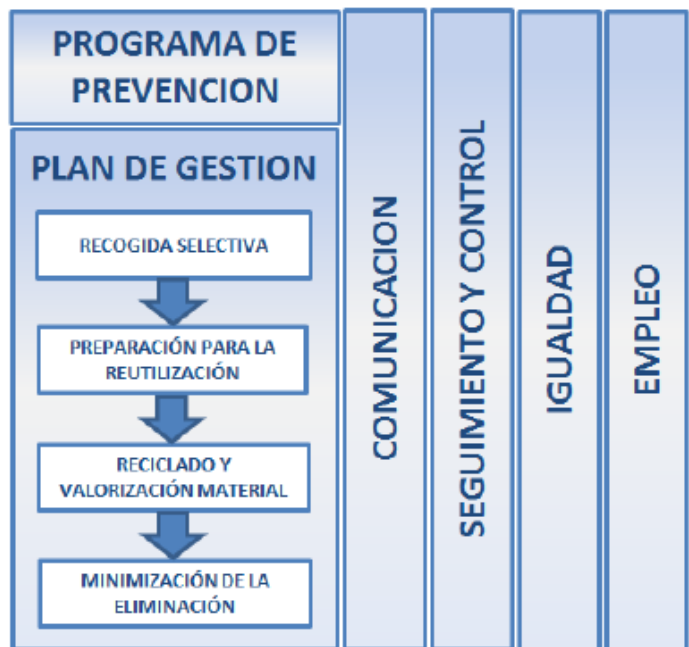 PROGRAMA DE
PREVENCION
PLAN DE GESTION
RECOGIDA SELECTIVA
PREPARACIÓN PARA LA
REUTILIZACIÓN
RECICLADO Y
VALORIZACIÓN MATERIAL
MINIMIZACIÓN DE LA
ELIMINACIÓN
COMUNICACION
SEGUIMIENTO Y CONTROL
IGUALDAD
EMPLEO